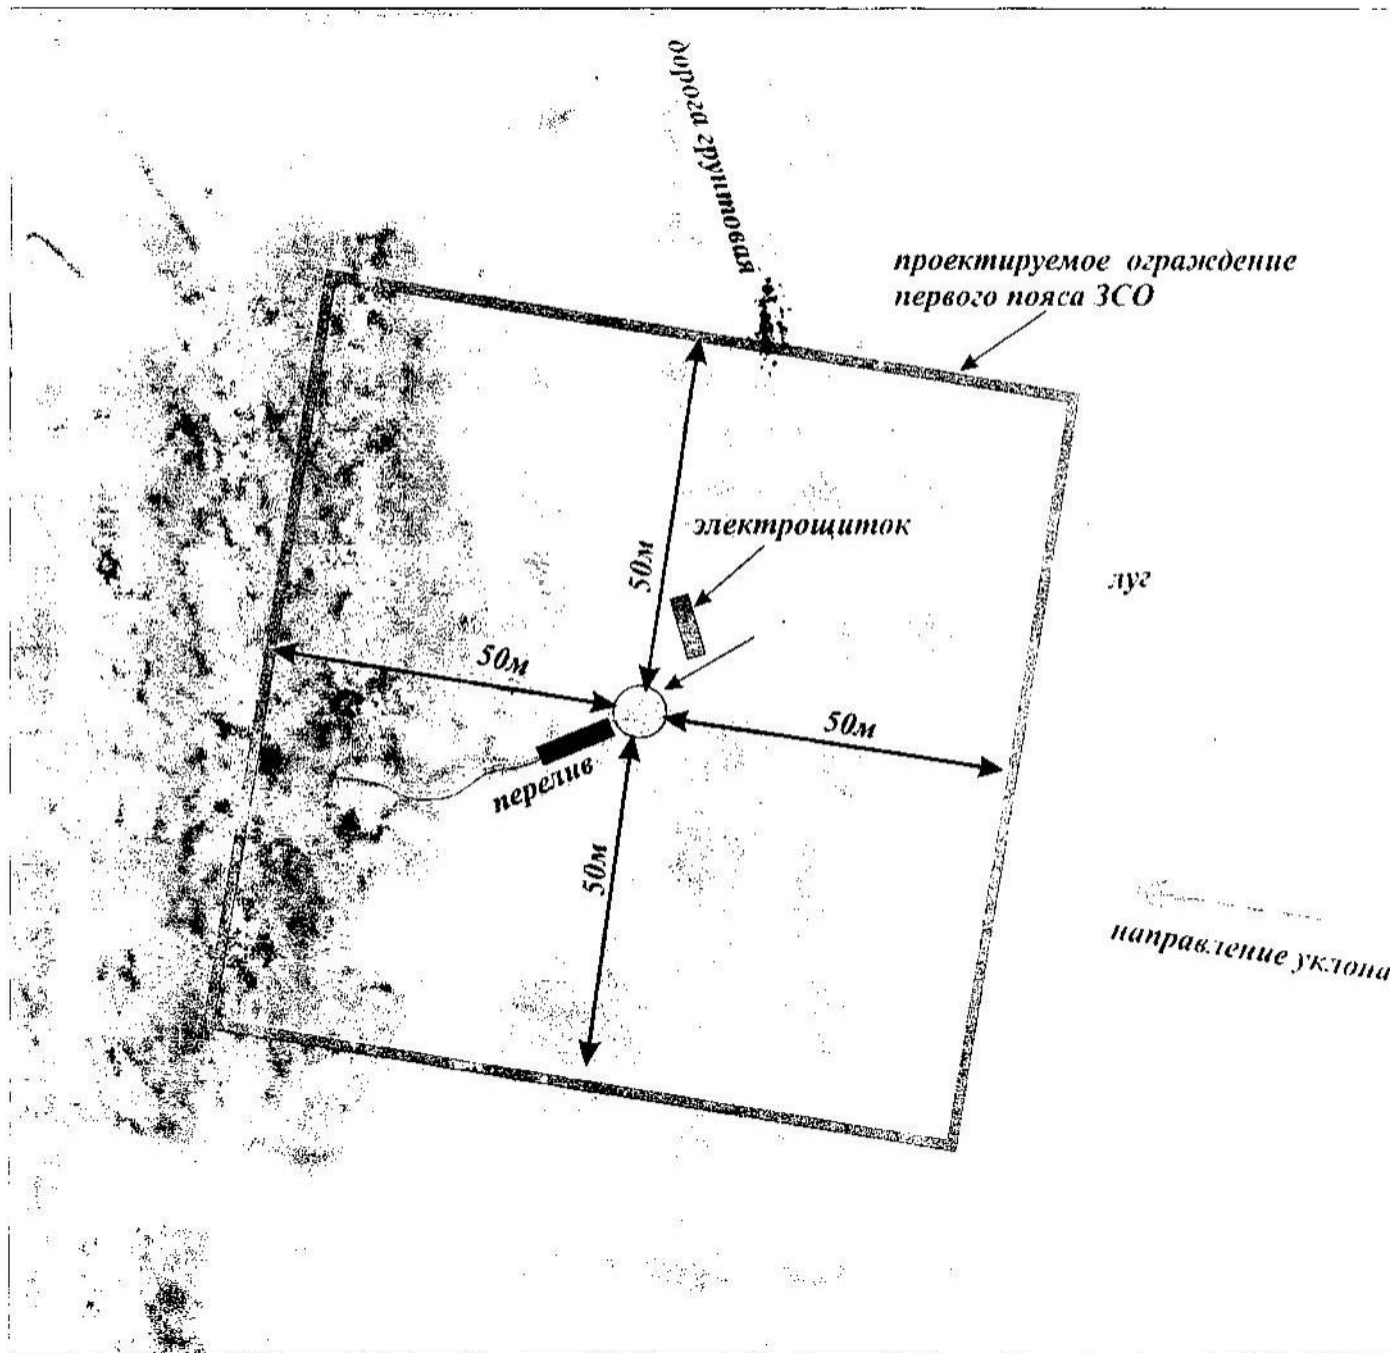 дорога грунтовая
проектируемое ограждение
первого пояса ЗСО
электрощиток
50м
луг
50м
50м
перелив
50м
направление уклона